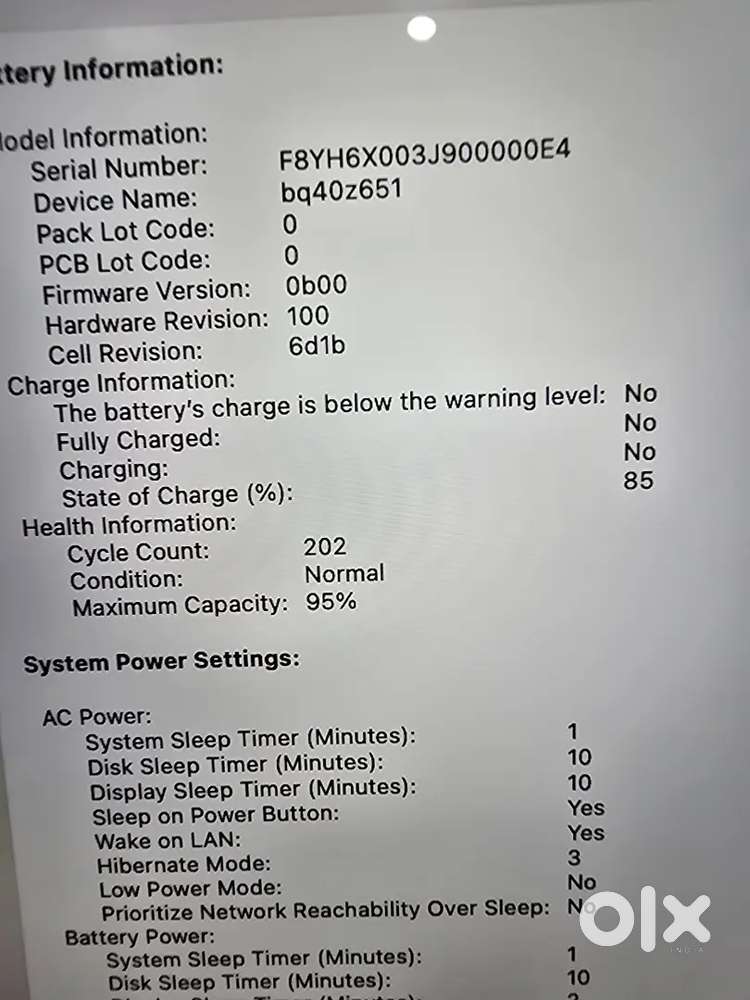 ttery Information:
odel Information:
Serial Number: F8YH6X003J900000E4
Device Name: bq40z651
Pack Lot Code: 0
PCB Lot Code: 0
Firmware Version: 0b00
Hardware Revision: 100
Cell Revision: 6d1b
Charge Information:
The battery's charge is below the warning level: No
Fully Charged: No
Charging: No
State of Charge (%): 85
Health Information:
Cycle Count: 202
Condition: Normal
Maximum Capacity: 95%
System Power Settings:
AC Power:
System Sleep Timer (Minutes): 1
Disk Sleep Timer (Minutes): 10
Display Sleep Timer (Minutes): 10
Sleep on Power Button: Yes
Wake on LAN: Yes
Hibernate Mode: 3
Low Power Mode: No
Prioritize Network Reachability Over Sleep: No
Battery Power:
System Sleep Timer (Minutes): 1
Disk Sleep Timer (Minutes): 10
olx
INDIA